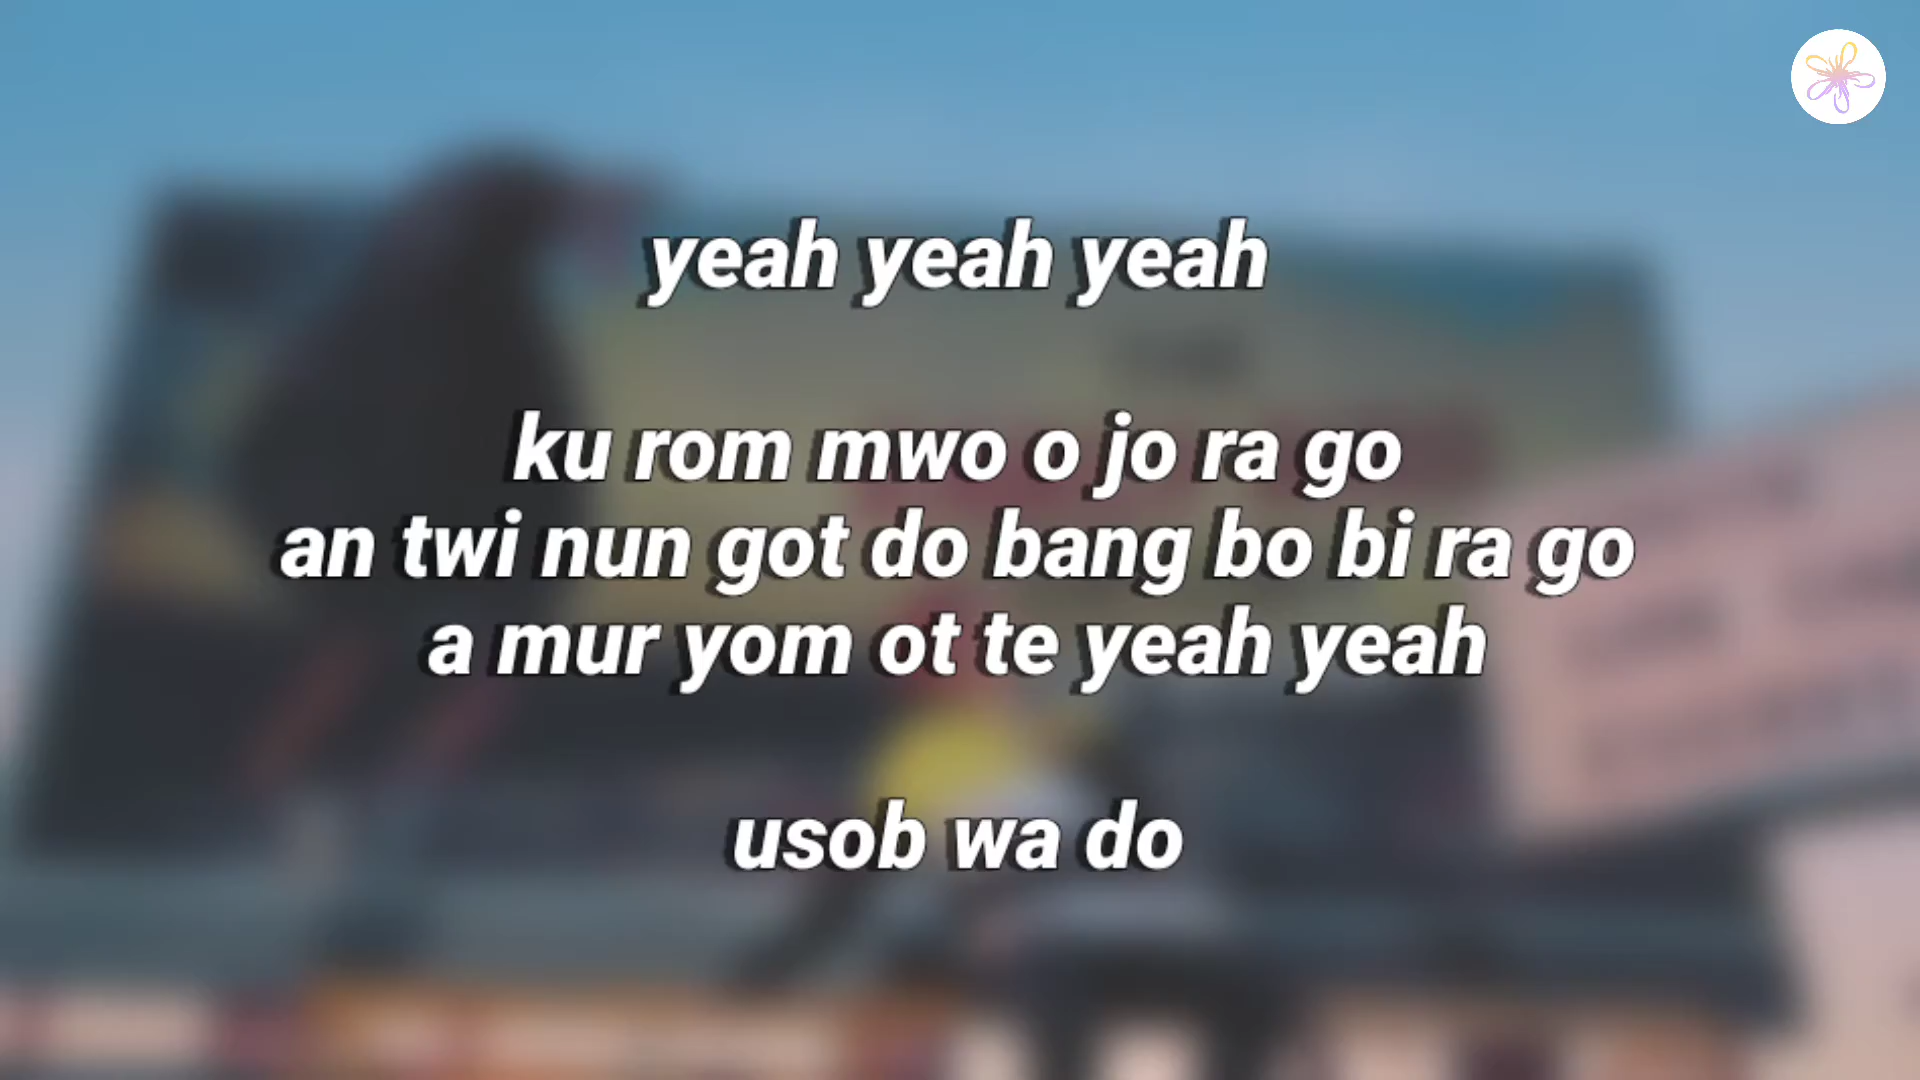 yeah yeah yeah
ku rom mwo o jo ra go
an twi nun got do bang bo bi ra go
a mur yom ot te yeah yeah
usob wa do